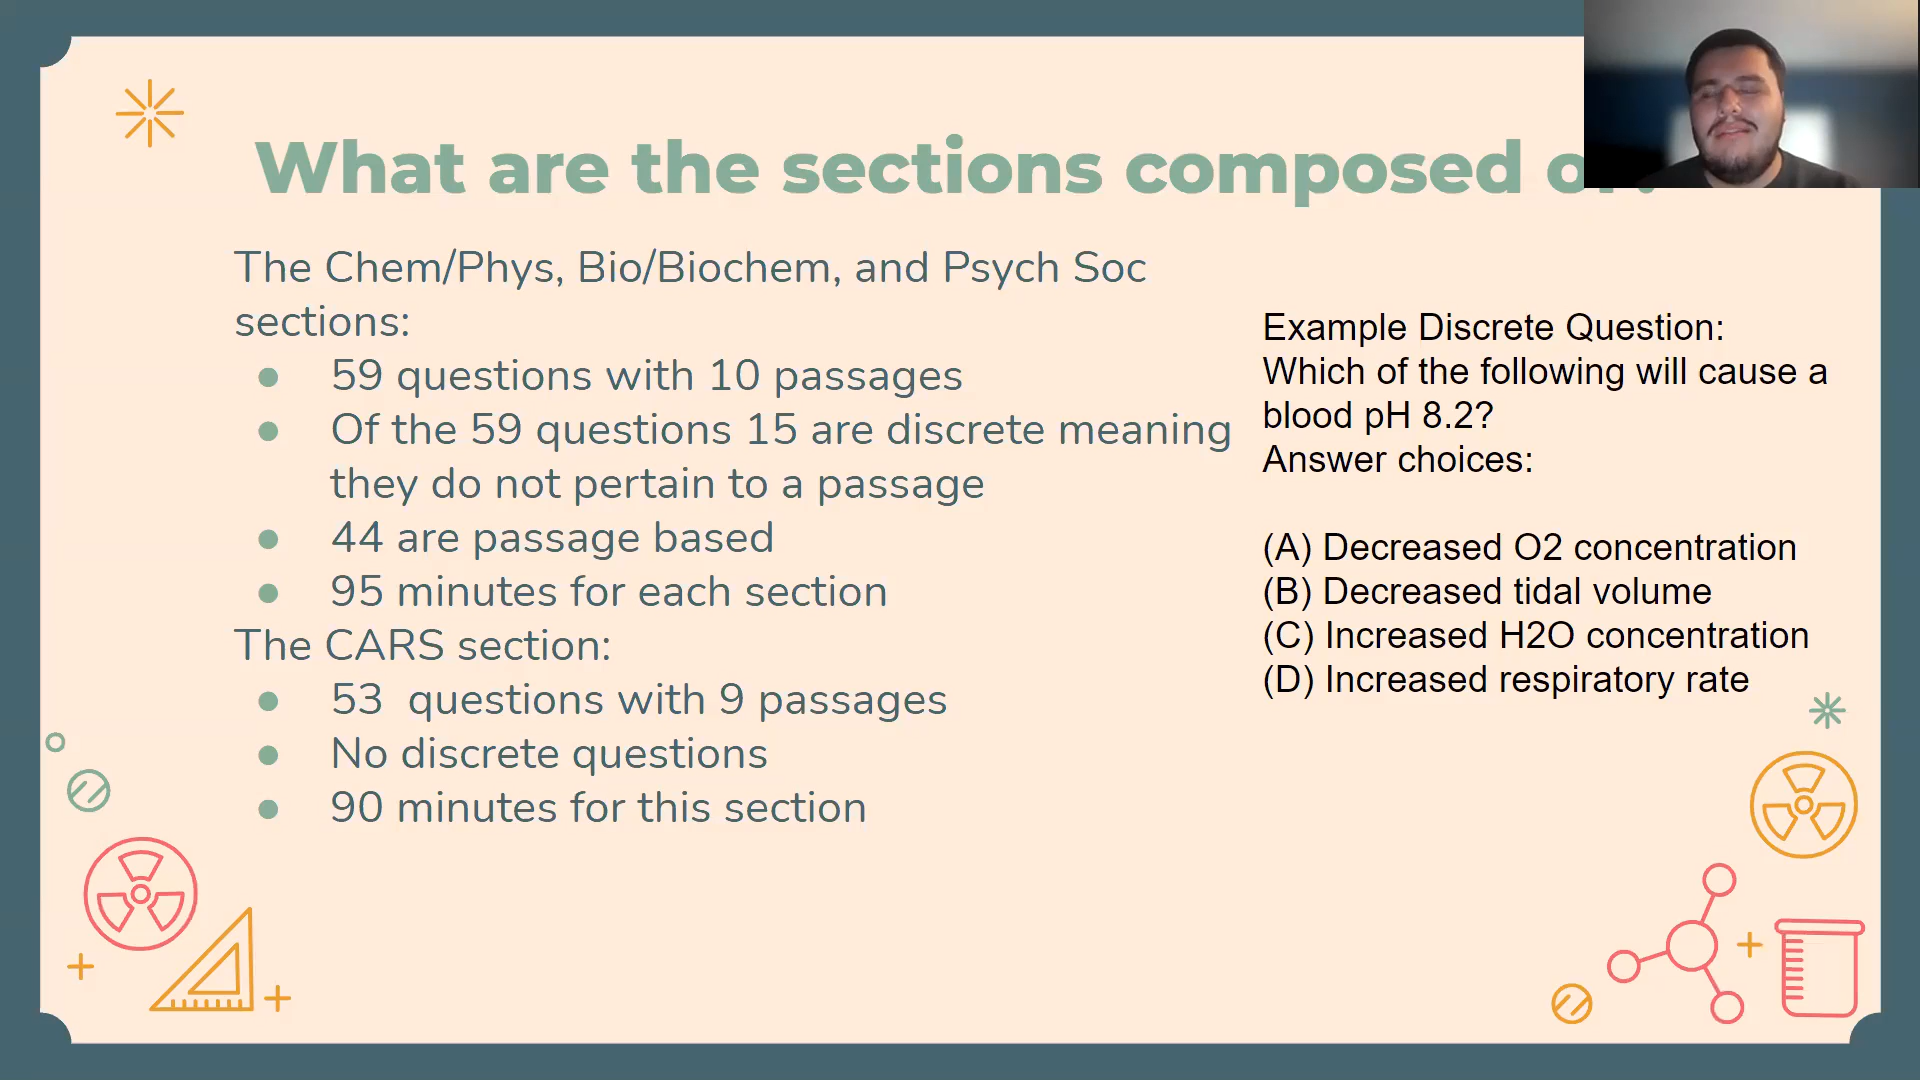 What are the sections composed of?
The Chem/Phys, Bio/Biochem, and Psych Soc
sections:
● 59 questions with 10 passages
● Of the 59 questions 15 are discrete meaning
they do not pertain to a passage
● 44 are passage based
● 95 minutes for each section
The CARS section:
● 53 questions with 9 passages
● No discrete questions
● 90 minutes for this section
Example Discrete Question:
Which of the following will cause a
blood pH 8.2?
Answer choices:
(A) Decreased O2 concentration
(B) Decreased tidal volume
(C) Increased H2O concentration
(D) Increased respiratory rate